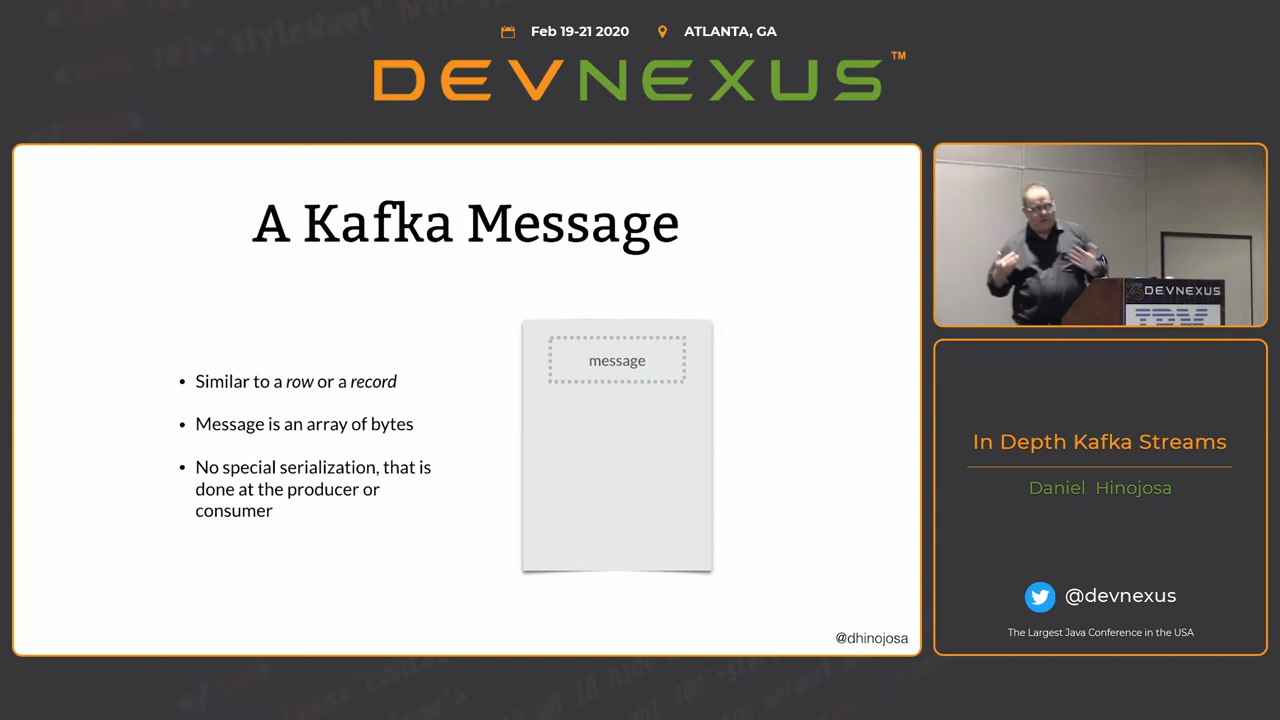 Feb 19-21 2020 ATLANTA, GA
DEVNEXUS™
A Kafka Message
• Similar to a row or a record
• Message is an array of bytes
• No special serialization, that is
done at the producer or
consumer
message
@dhinojosa
DEVNEXUS
IBM
In Depth Kafka Streams
Daniel Hinojosa
@devnexus
The Largest Java Conference in the USA